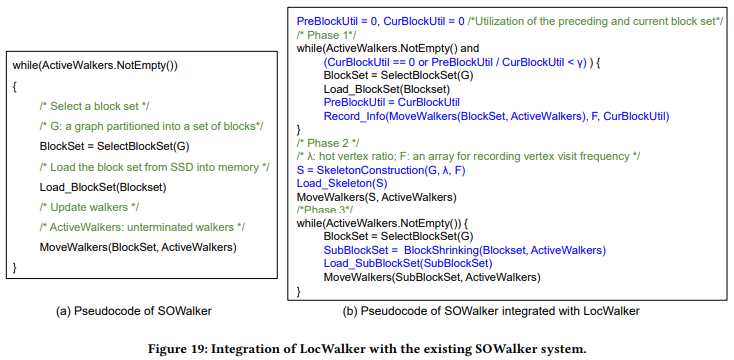 while(ActiveWalkers.NotEmpty())
{
/* Select a block set */
/* G: a graph partitioned into a set of blocks*/
BlockSet = SelectBlockSet(G)
/* Load the block set from SSD into memory */
Load_BlockSet(Blockset)
/* Update walkers */
/* ActiveWalkers: unterminated walkers */
MoveWalkers(BlockSet, ActiveWalkers)
}
(a) Pseudocode of SOWalker
PreBlockUtil = 0, CurBlockUtil = 0 /*Utilization of the preceding and current block set*/
/* Phase 1*/
while(ActiveWalkers.NotEmpty() and
(CurBlockUtil == 0 or PreBlockUtil / CurBlockUtil < γ) ) {
BlockSet = SelectBlockSet(G)
Load_BlockSet(Blockset)
PreBlockUtil = CurBlockUtil
Record_Info(MoveWalkers(BlockSet, ActiveWalkers), F, CurBlockUtil)
}
/* Phase 2 */
/* λ: hot vertex ratio; F: an array for recording vertex visit frequency */
S = SkeletonConstruction(G, λ, F)
Load_Skeleton(S)
MoveWalkers(S, ActiveWalkers)
/*Phase 3*/
while(ActiveWalkers.NotEmpty()) {
BlockSet = SelectBlockSet(G)
SubBlockSet = BlockShrinking(Blockset, ActiveWalkers)
Load_SubBlockSet(SubBlockSet)
MoveWalkers(SubBlockSet, ActiveWalkers)
}
(b) Pseudocode of SOWalker integrated with LocWalker
Figure 19: Integration of LocWalker with the existing SOWalker system.